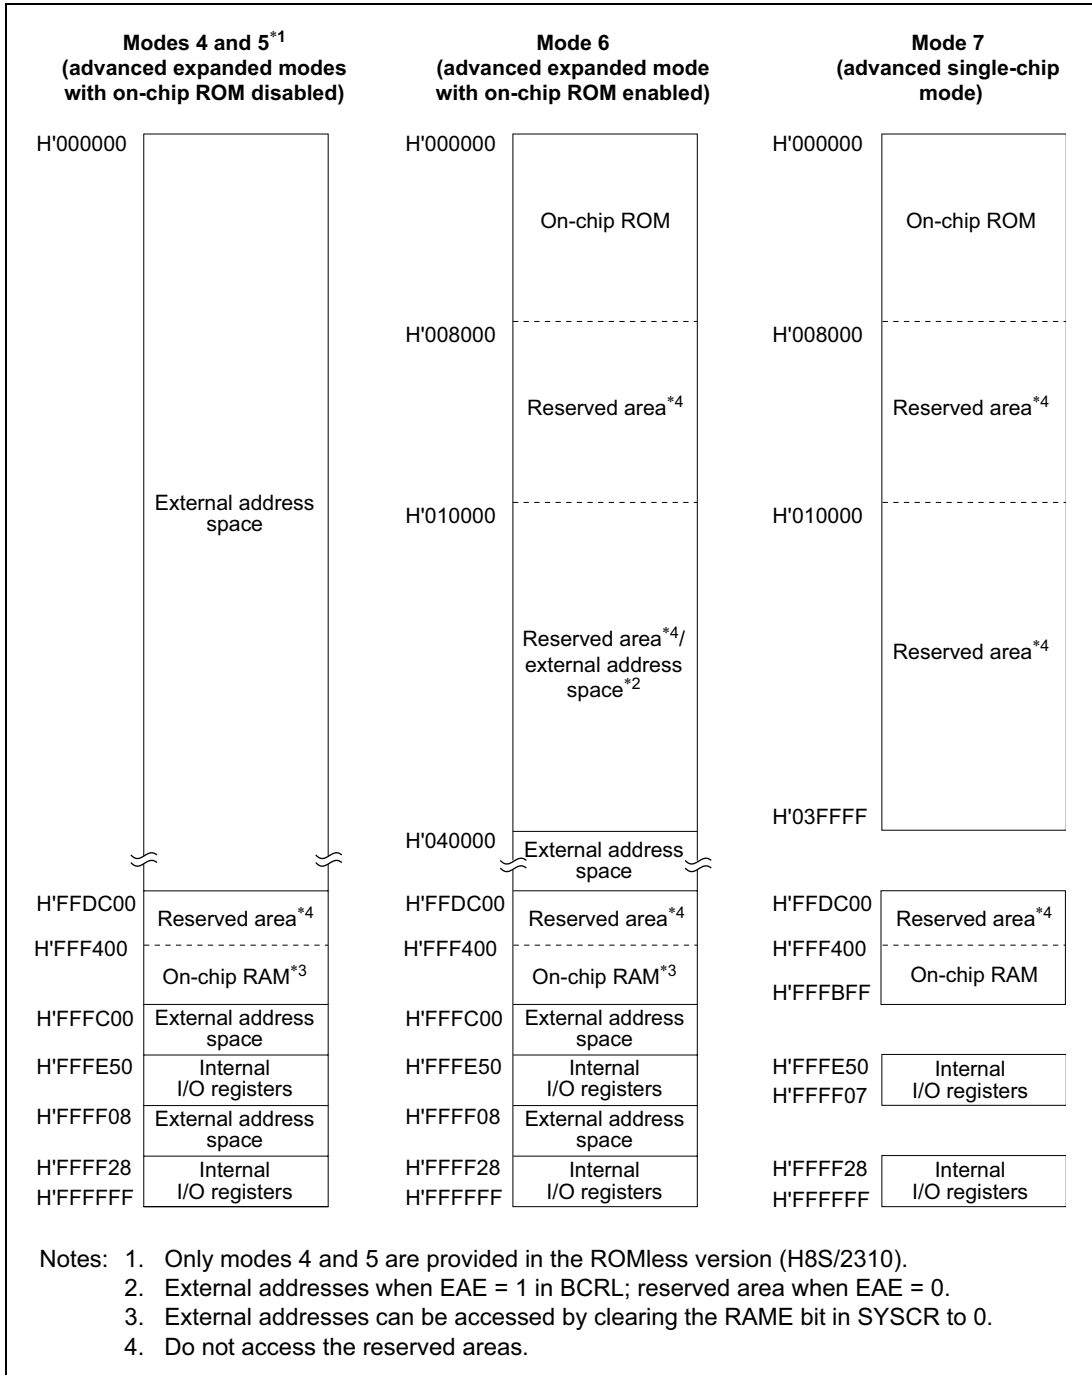 Modes 4 and 5*1
(advanced expanded modes
with on-chip ROM disabled)
H'000000
External address
space
H'FFDC00
Reserved area*4
H'FFF400
On-chip RAM*3
H'FFFC00
External address
space
H'FFFE50
Internal
I/O registers
H'FFFF08
External address
space
H'FFFF28
Internal
I/O registers
H'FFFFFF
Mode 6
(advanced expanded mode
with on-chip ROM enabled)
H'000000
On-chip ROM
H'008000
Reserved area*4
H'010000
Reserved area*4/
external address
space*2
H'040000
External address
space
H'FFDC00
Reserved area*4
H'FFF400
On-chip RAM*3
H'FFFC00
External address
space
H'FFFE50
Internal
I/O registers
H'FFFF08
External address
space
H'FFFF28
Internal
I/O registers
H'FFFFFF
Mode 7
(advanced single-chip
mode)
H'000000
On-chip ROM
H'008000
Reserved area*4
H'010000
Reserved area*4
H'03FFFF
H'FFDC00
Reserved area*4
H'FFF400
On-chip RAM
H'FFFBFF
H'FFFE50
Internal
I/O registers
H'FFFF07
H'FFFF28
Internal
I/O registers
H'FFFFFF
Notes: 1. Only modes 4 and 5 are provided in the ROMless version (H8S/2310).
2. External addresses when EAE = 1 in BCRL; reserved area when EAE = 0.
3. External addresses can be accessed by clearing the RAME bit in SYSCR to 0.
4. Do not access the reserved areas.